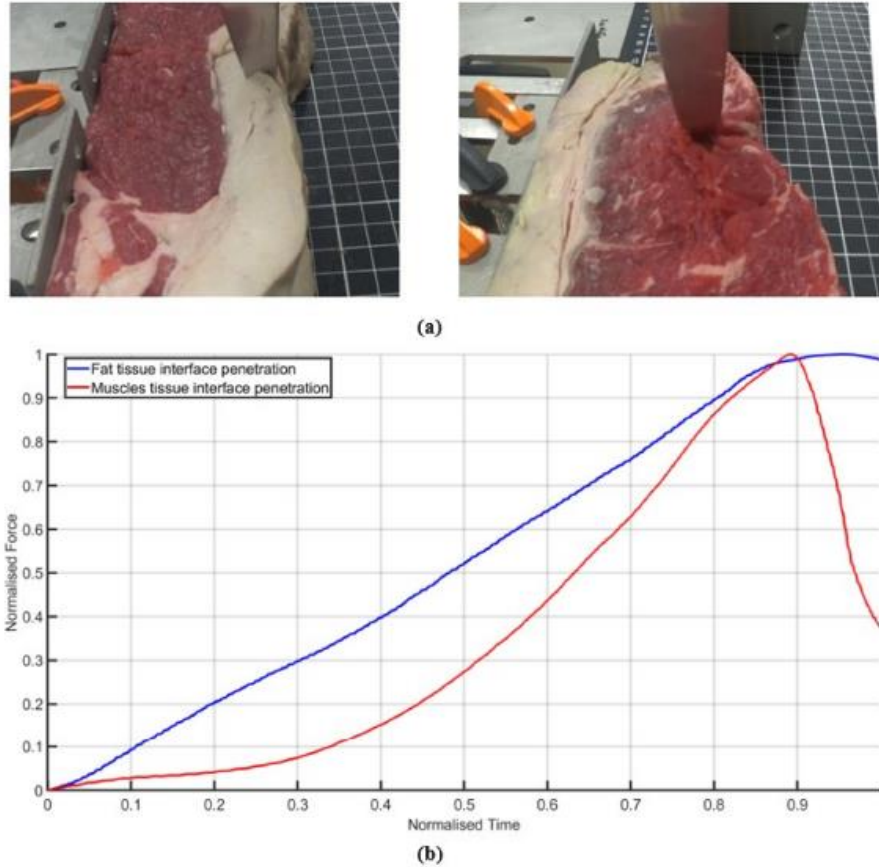 (a)
Fat tissue interface penetration
Muscles tissue interface penetration
Normalised Force
1
0.9
0.8
0.7
0.6
0.5
0.4
0.3
0.2
0.1
0
0 0.1 0.2 0.3 0.4 0.5 0.6 0.7 0.8 0.9
Normalised Time
(b)